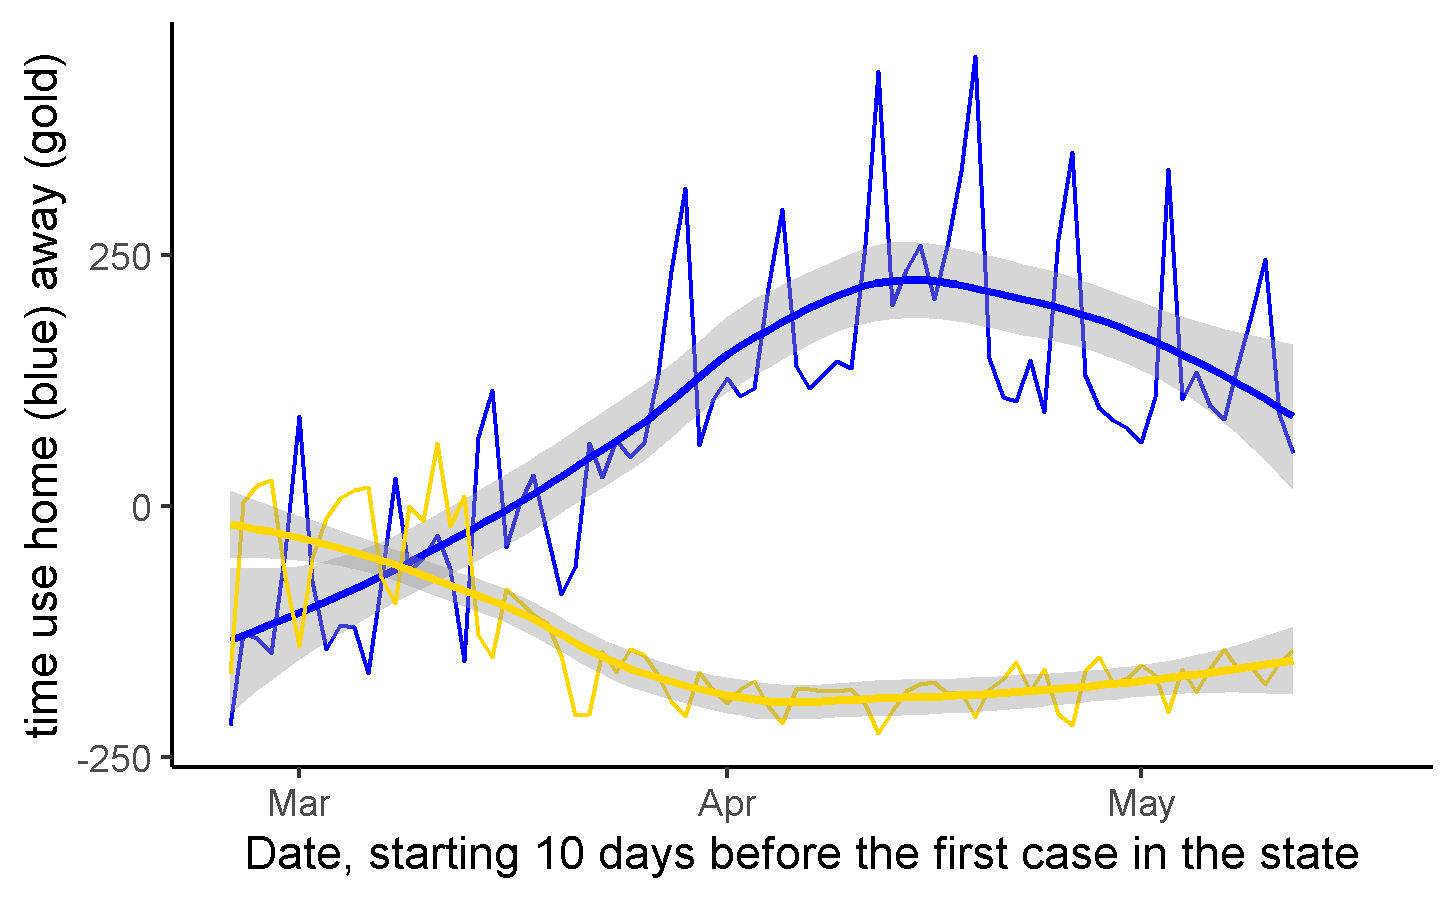 time use home (blue) away (gold)
250
0
-250
Mar Apr May
Date, starting 10 days before the first case in the state